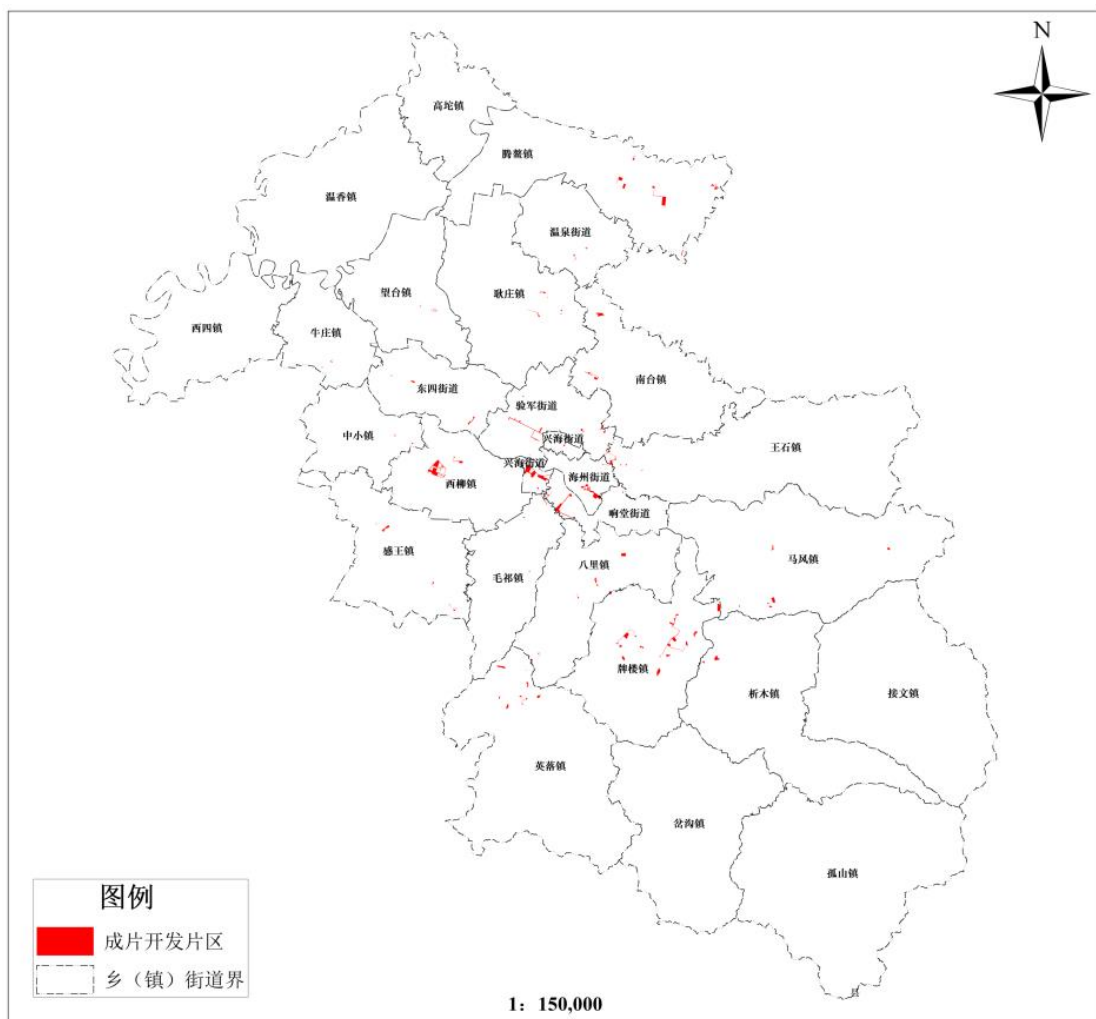 N
高坨镇
腾鳌镇
温香镇
温泉街道
望台镇
耿庄镇
西四镇
牛庄镇
南台镇
东四街道
验军街道
中小镇
兴海街道
王石镇
兴海街道
海州街道
西柳镇
响堂街道
感王镇
马风镇
八里镇
毛祁镇
牌楼镇
析木镇
接文镇
英落镇
岔沟镇
孤山镇
图例
成片开发片区
乡（镇）街道界
1：150,000